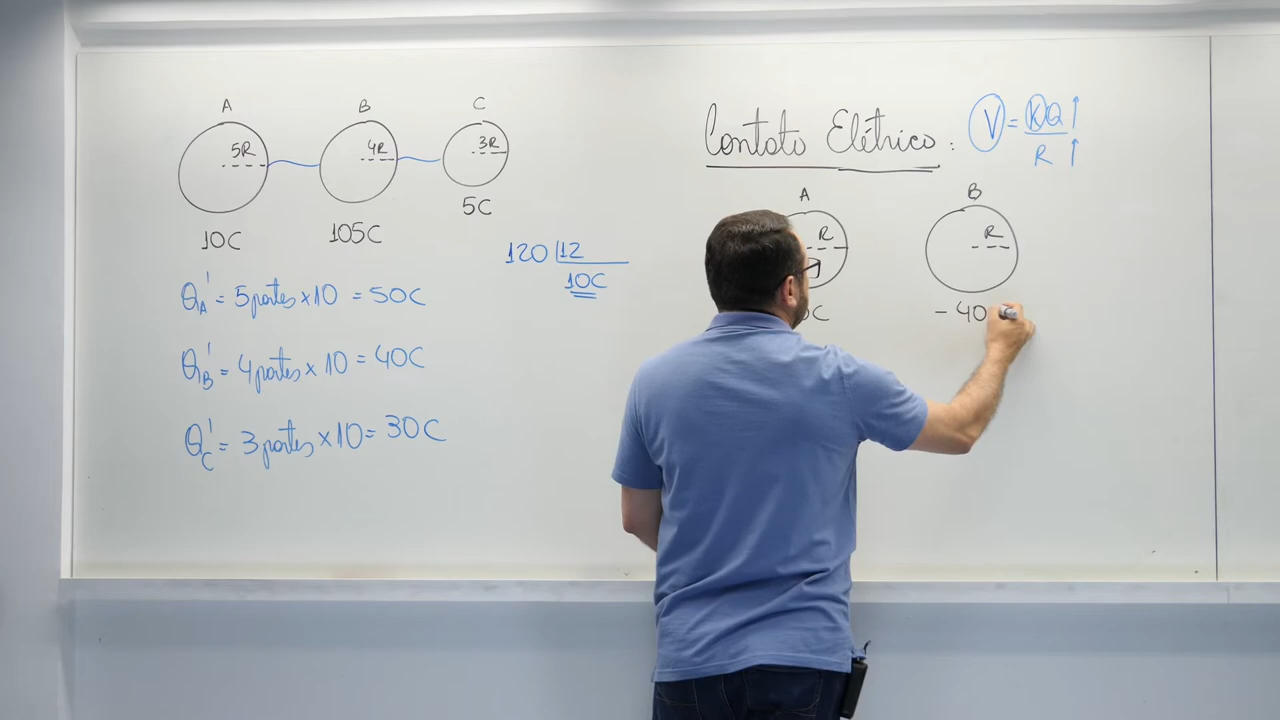 A B C
5R 4R 3R
10C 105C 5C
120 12
10C
Q'A = 5 partes × 10 = 50C
Q'B = 4 partes × 10 = 40C
Q'C = 3 partes × 10 = 30C
Contato Elétrico:
V = KQ↑
R↑
A B
R R
0C - 40